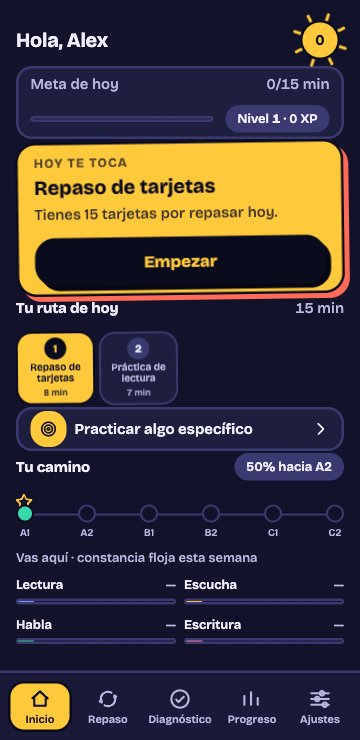 Hola, Alex
0
Meta de hoy
0/15 min
Nivel 1 · 0 XP
HOY TE TOCA
Repaso de tarjetas
Tienes 15 tarjetas por repasar hoy.
Empezar
Tu ruta de hoy
15 min
1
Repaso de
tarjetas
8 min
2
Práctica de
lectura
7 min
Practicar algo específico
Tu camino
50% hacia A2
A1
A2
B1
B2
C1
C2
Vas aquí · constancia floja esta semana
Lectura –
Escucha –
Habla –
Escritura –
Inicio
Repaso
Diagnóstico
Progreso
Ajustes